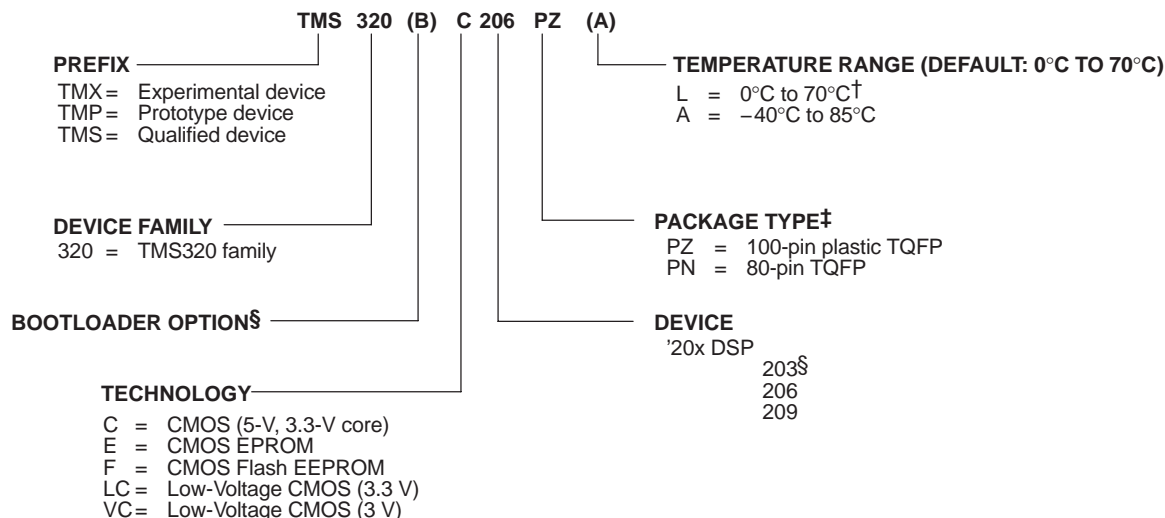 TMS 320 (B) C 206 PZ (A)
PREFIX
TMX = Experimental device
TMP = Prototype device
TMS = Qualified device
TEMPERATURE RANGE (DEFAULT: 0°C TO 70°C)
L = 0°C to 70°C†
A = –40°C to 85°C
DEVICE FAMILY
320 = TMS320 family
PACKAGE TYPE‡
PZ = 100-pin plastic TQFP
PN = 80-pin TQFP
BOOTLOADER OPTION§
DEVICE
’20x DSP
203§
206
209
TECHNOLOGY
C = CMOS (5-V, 3.3-V core)
E = CMOS EPROM
F = CMOS Flash EEPROM
LC = Low-Voltage CMOS (3.3 V)
VC = Low-Voltage CMOS (3 V)